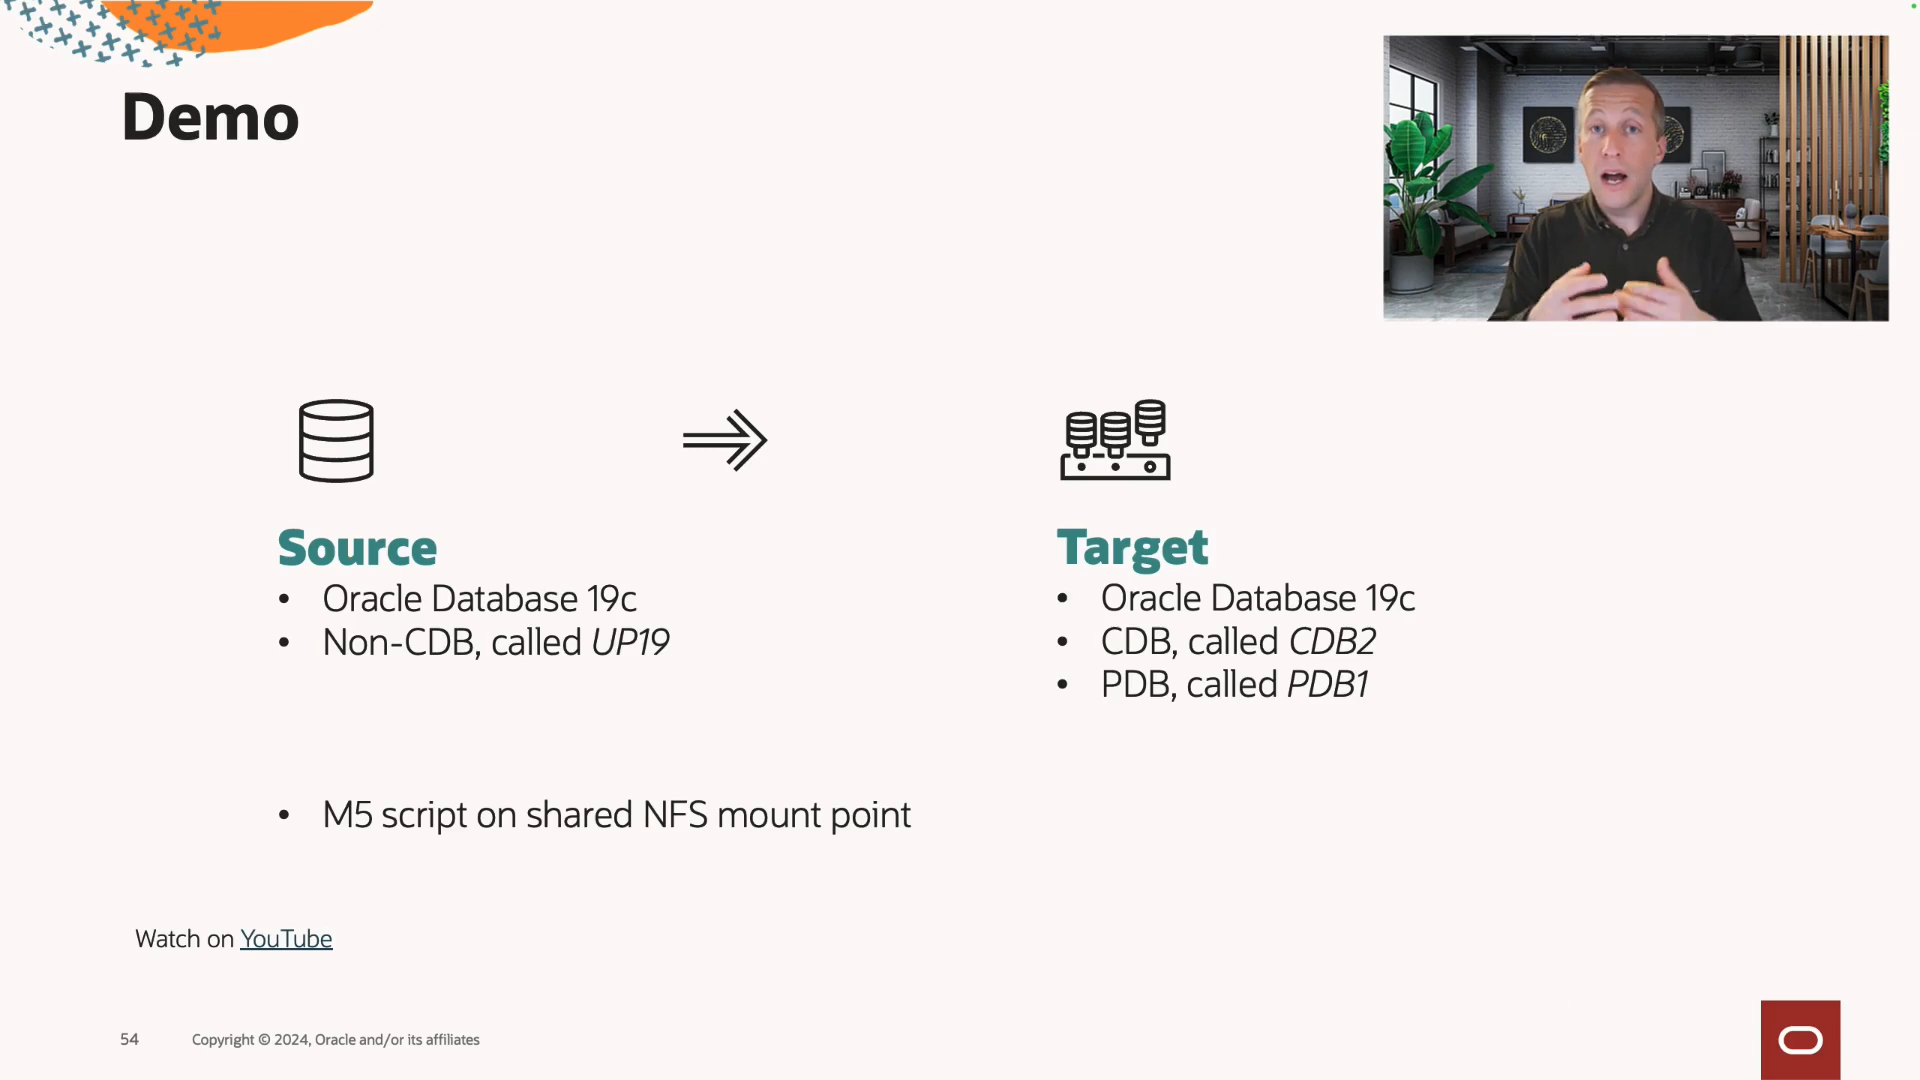 Demo
Source
• Oracle Database 19c
• Non-CDB, called UP19
Target
• Oracle Database 19c
• CDB, called CDB2
• PDB, called PDB1
• M5 script on shared NFS mount point
Watch on YouTube
54 Copyright © 2024, Oracle and/or its affiliates